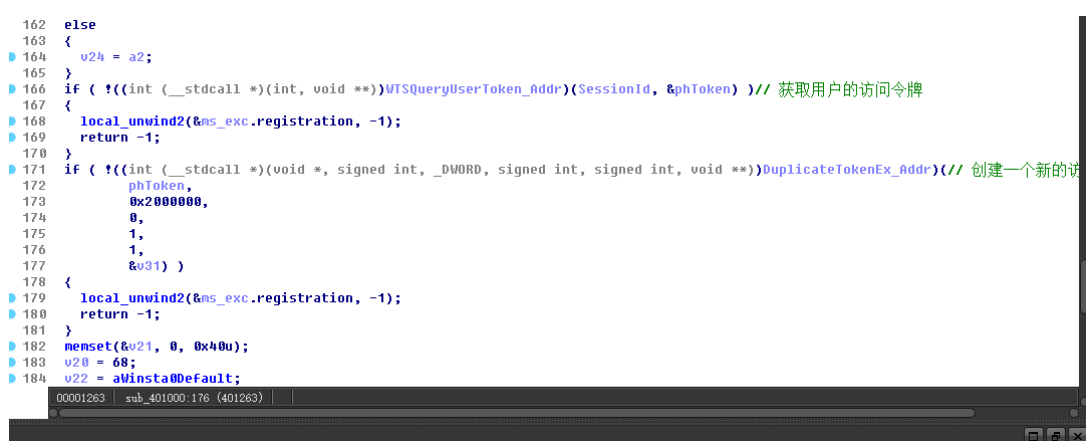 162 else
163 {
164 v24 = a2;
165 }
166 if ( !((int (__stdcall *)(int, void **))WTSQueryUserToken_Addr)(SessionId, &phToken) )// 获取用户的访问令牌
167 {
168 local_unwind2(&ms_exc.registration, -1);
169 return -1;
170 }
171 if ( !((int (__stdcall *)(void *, signed int, _DWORD, signed int, signed int, void **))DuplicateTokenEx_Addr)(// 创建一个新的访
172 phToken,
173 0x2000000,
174 0,
175 1,
176 1,
177 &v31) )
178 {
179 local_unwind2(&ms_exc.registration, -1);
180 return -1;
181 }
182 memset(&v21, 0, 0x40u);
183 v20 = 68;
184 v22 = aWinsta0Default;
00001263 sub_401000:176 (401263)